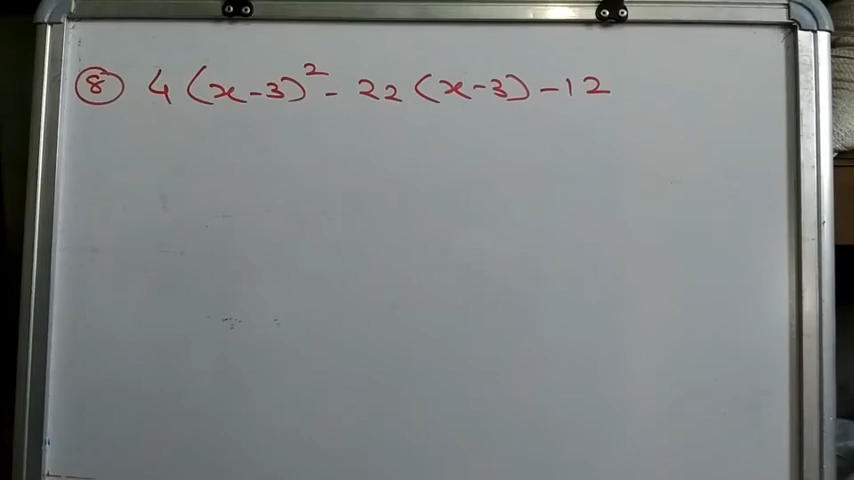 ⑧ 4(x-3)² - 22(x-3) - 12